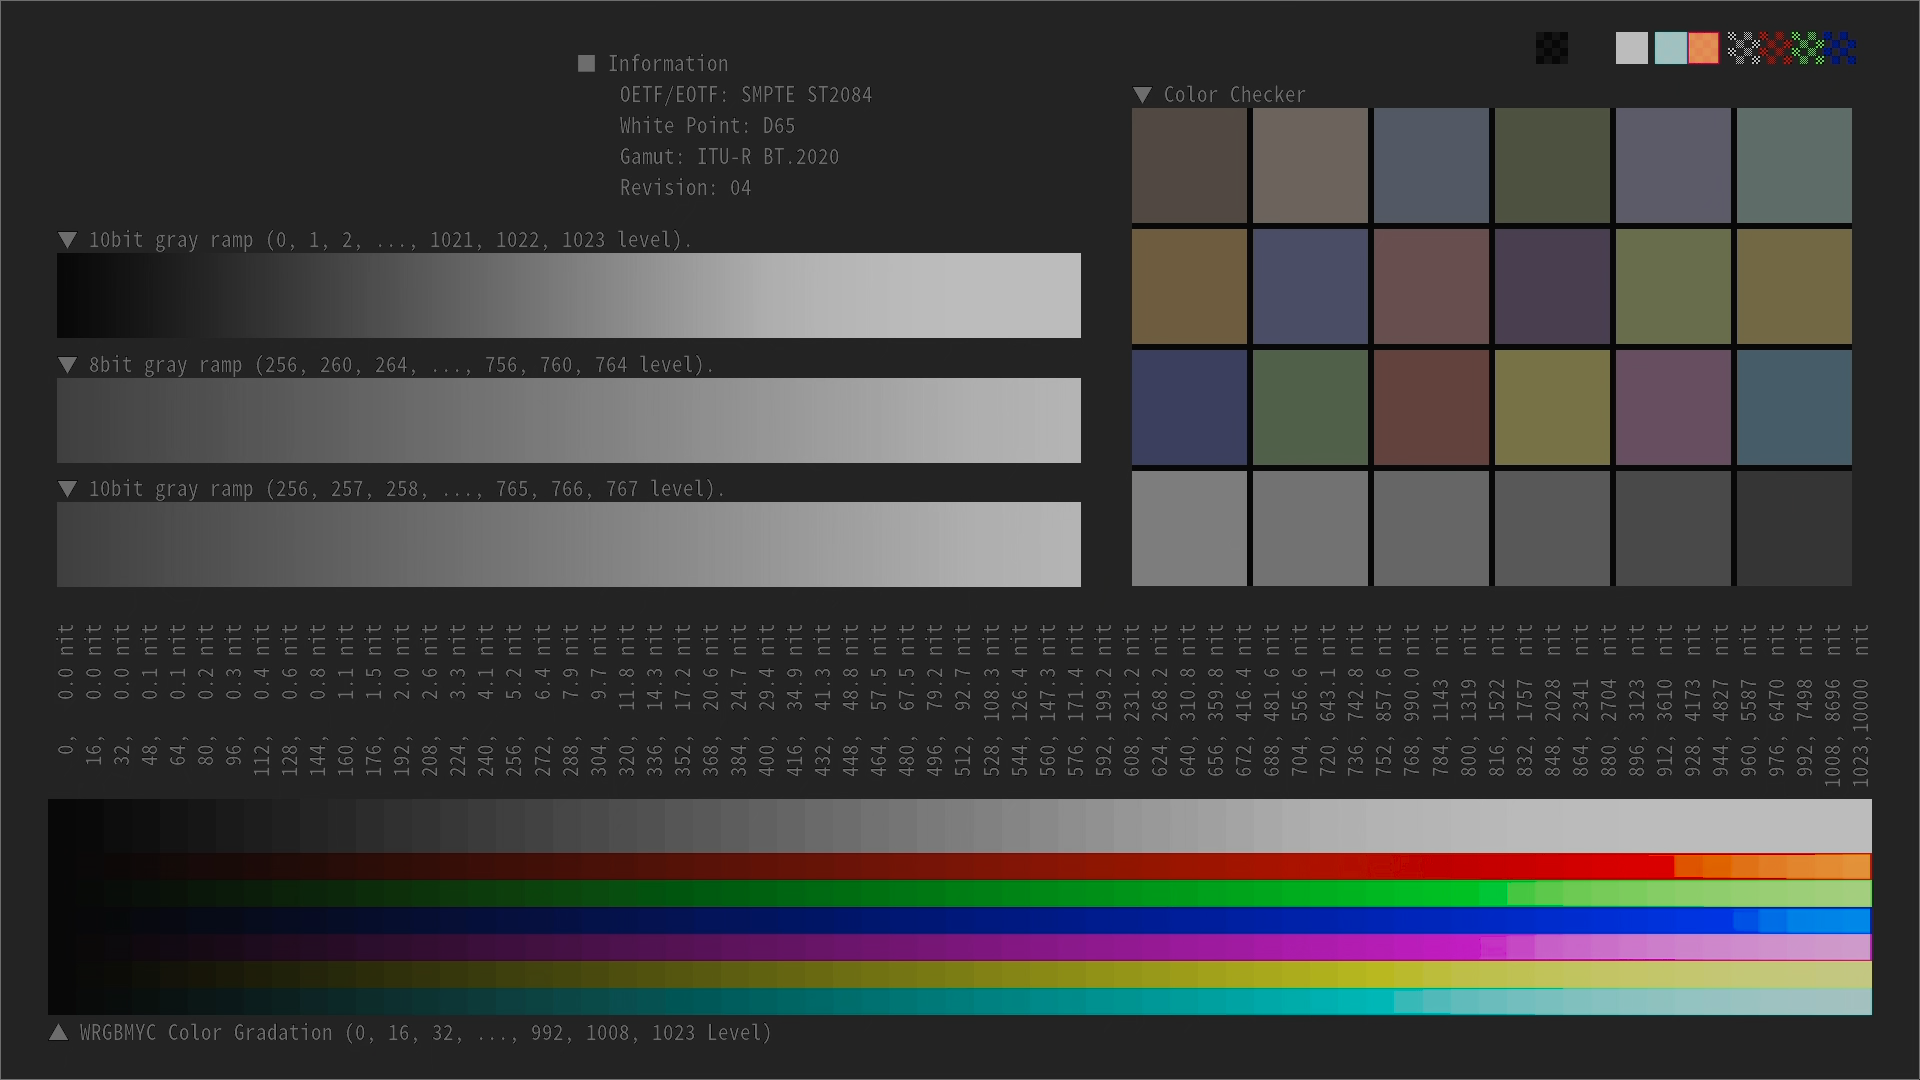 Information
OETF/EOTF: SMPTE ST2084
White Point: D65
Gamut: ITU-R BT.2020
Revision: 04
Color Checker
10bit gray ramp (0, 1, 2, ..., 1021, 1022, 1023 level).
8bit gray ramp (256, 260, 264, ..., 756, 760, 764 level).
10bit gray ramp (256, 257, 258, ..., 765, 766, 767 level).
0, 0.0 nit
16, 0.0 nit
32, 0.0 nit
48, 0.1 nit
64, 0.1 nit
80, 0.2 nit
96, 0.3 nit
112, 0.4 nit
128, 0.6 nit
144, 0.8 nit
160, 1.1 nit
176, 1.5 nit
192, 2.0 nit
208, 2.6 nit
224, 3.3 nit
240, 4.1 nit
256, 5.2 nit
272, 6.4 nit
288, 7.9 nit
304, 9.7 nit
320, 11.8 nit
336, 14.3 nit
352, 17.2 nit
368, 20.6 nit
384, 24.7 nit
400, 29.4 nit
416, 34.9 nit
432, 41.3 nit
448, 48.8 nit
464, 57.5 nit
480, 67.5 nit
496, 79.2 nit
512, 92.7 nit
528, 108.3 nit
544, 126.4 nit
560, 147.3 nit
576, 171.4 nit
592, 199.2 nit
608, 231.2 nit
624, 268.2 nit
640, 310.8 nit
656, 359.8 nit
672, 416.4 nit
688, 481.6 nit
704, 556.6 nit
720, 643.1 nit
736, 742.8 nit
752, 857.6 nit
768, 990.0 nit
784, 1143 nit
800, 1319 nit
816, 1522 nit
832, 1757 nit
848, 2028 nit
864, 2341 nit
880, 2704 nit
896, 3123 nit
912, 3610 nit
928, 4173 nit
944, 4827 nit
960, 5587 nit
976, 6470 nit
992, 7498 nit
1008, 8696 nit
1023,10000 nit
WRGBMYC Color Gradation (0, 16, 32, ..., 992, 1008, 1023 Level)